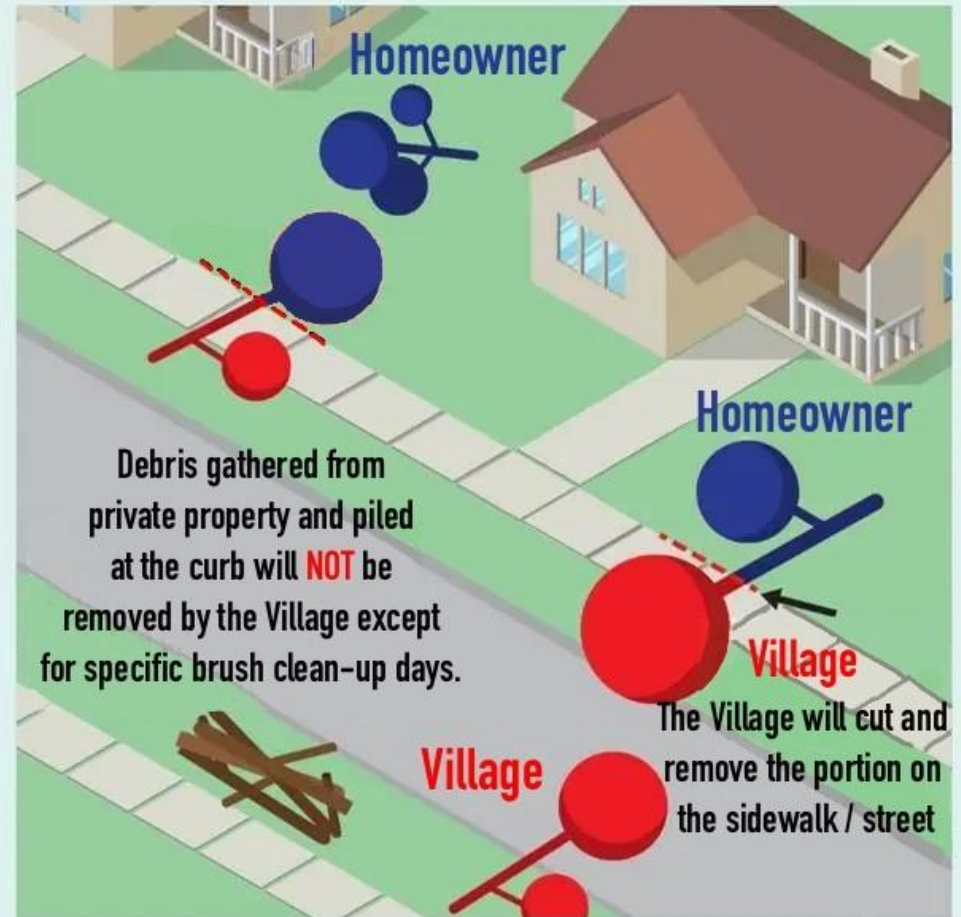 Homeowner
Homeowner
Debris gathered from
private property and piled
at the curb will NOT be
removed by the Village except
for specific brush clean-up days.
Village
The Village will cut and
remove the portion on
the sidewalk / street
Village